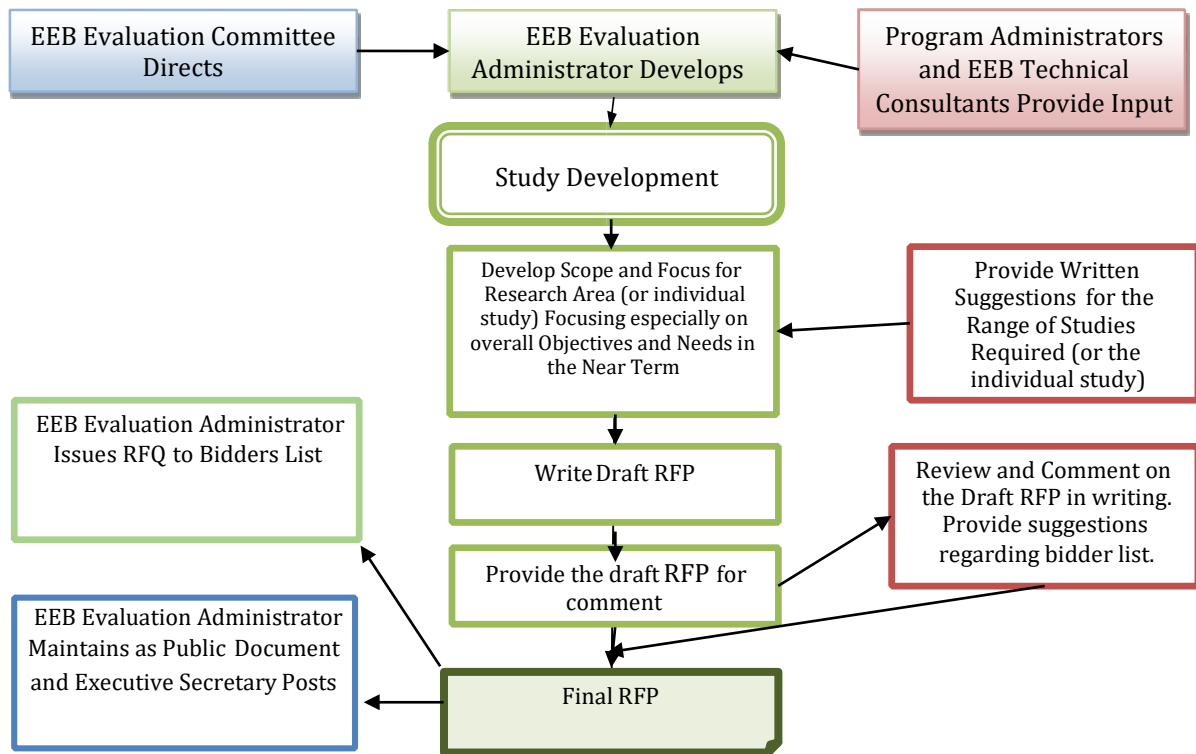 EEB Evaluation Committee
Directs
EEB Evaluation
Administrator Develops
Program Administrators
and EEB Technical
Consultants Provide Input
Study Development
Develop Scope and Focus for
Research Area (or individual
study) Focusing especially on
overall Objectives and Needs in
the Near Term
Provide Written
Suggestions for the
Range of Studies
Required (or the
individual study)
EEB Evaluation Administrator
Issues RFQ to Bidders List
Write Draft RFP
Review and Comment on
the Draft RFP in writing.
Provide suggestions
regarding bidder list.
Provide the draft RFP for
comment
EEB Evaluation Administrator
Maintains as Public Document
and Executive Secretary Posts
Final RFP